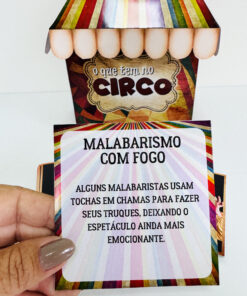 o que tem no
CIRCO
MALABARISMO
COM FOGO
ALGUNS MALABARISTAS USAM
TOCHAS EM CHAMAS PARA FAZER
SEUS TRUQUES, DEIXANDO O
ESPETÁCULO AINDA MAIS
EMOCIONANTE.